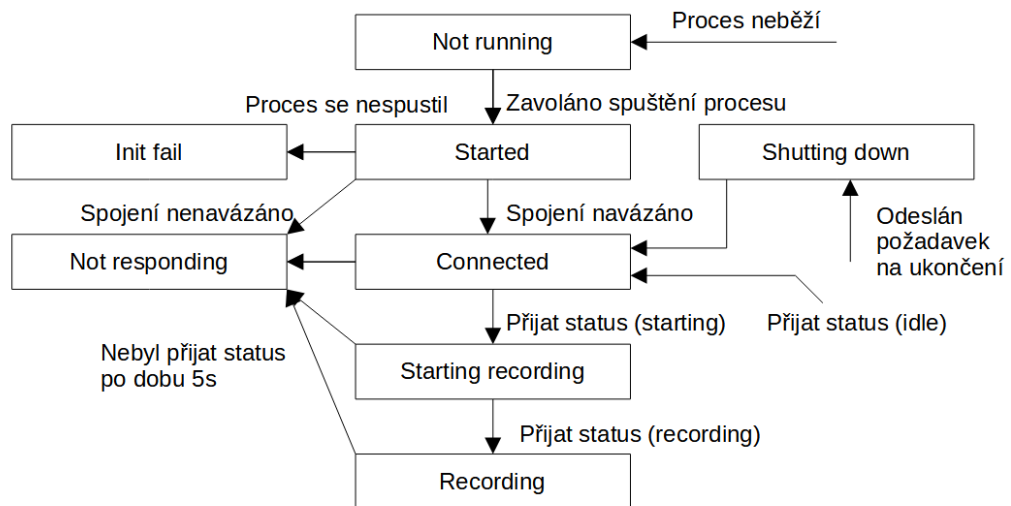 Proces neběží
Not running
Proces se nespustil
Zavoláno spuštění procesu
Init fail
Started
Shutting down
Spojení nenavázáno
Spojení navázáno
Odeslán
požadavek
na ukončení
Not responding
Connected
Přijat status (starting)
Přijat status (idle)
Nebyl přijat status
po dobu 5s
Starting recording
Přijat status (recording)
Recording